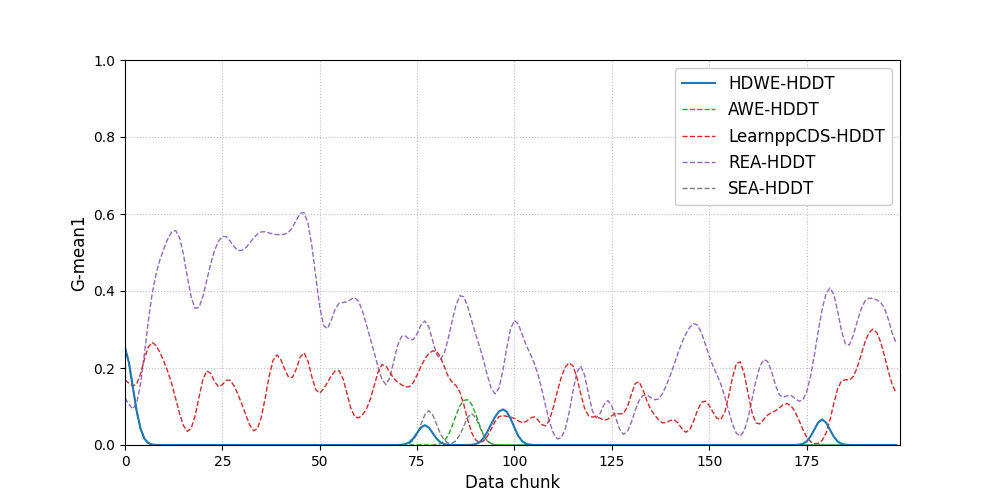 1.0
0.8
0.6
0.4
0.2
0.0
G-mean1
HDWE-HDDT
AWE-HDDT
LearnppCDS-HDDT
REA-HDDT
SEA-HDDT
0 25 50 75 100 125 150 175
Data chunk